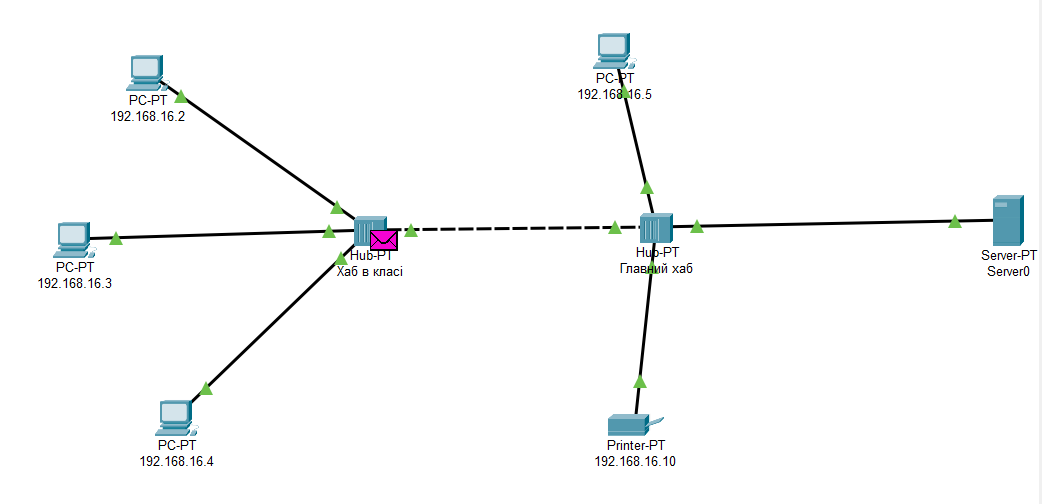 PC-PT
192.168.16.2
PC-PT
192.168.16.5
PC-PT
192.168.16.3
Hub-PT
Хаб в класі
Hub-PT
Главний хаб
Server-PT
Server0
PC-PT
192.168.16.4
Printer-PT
192.168.16.10